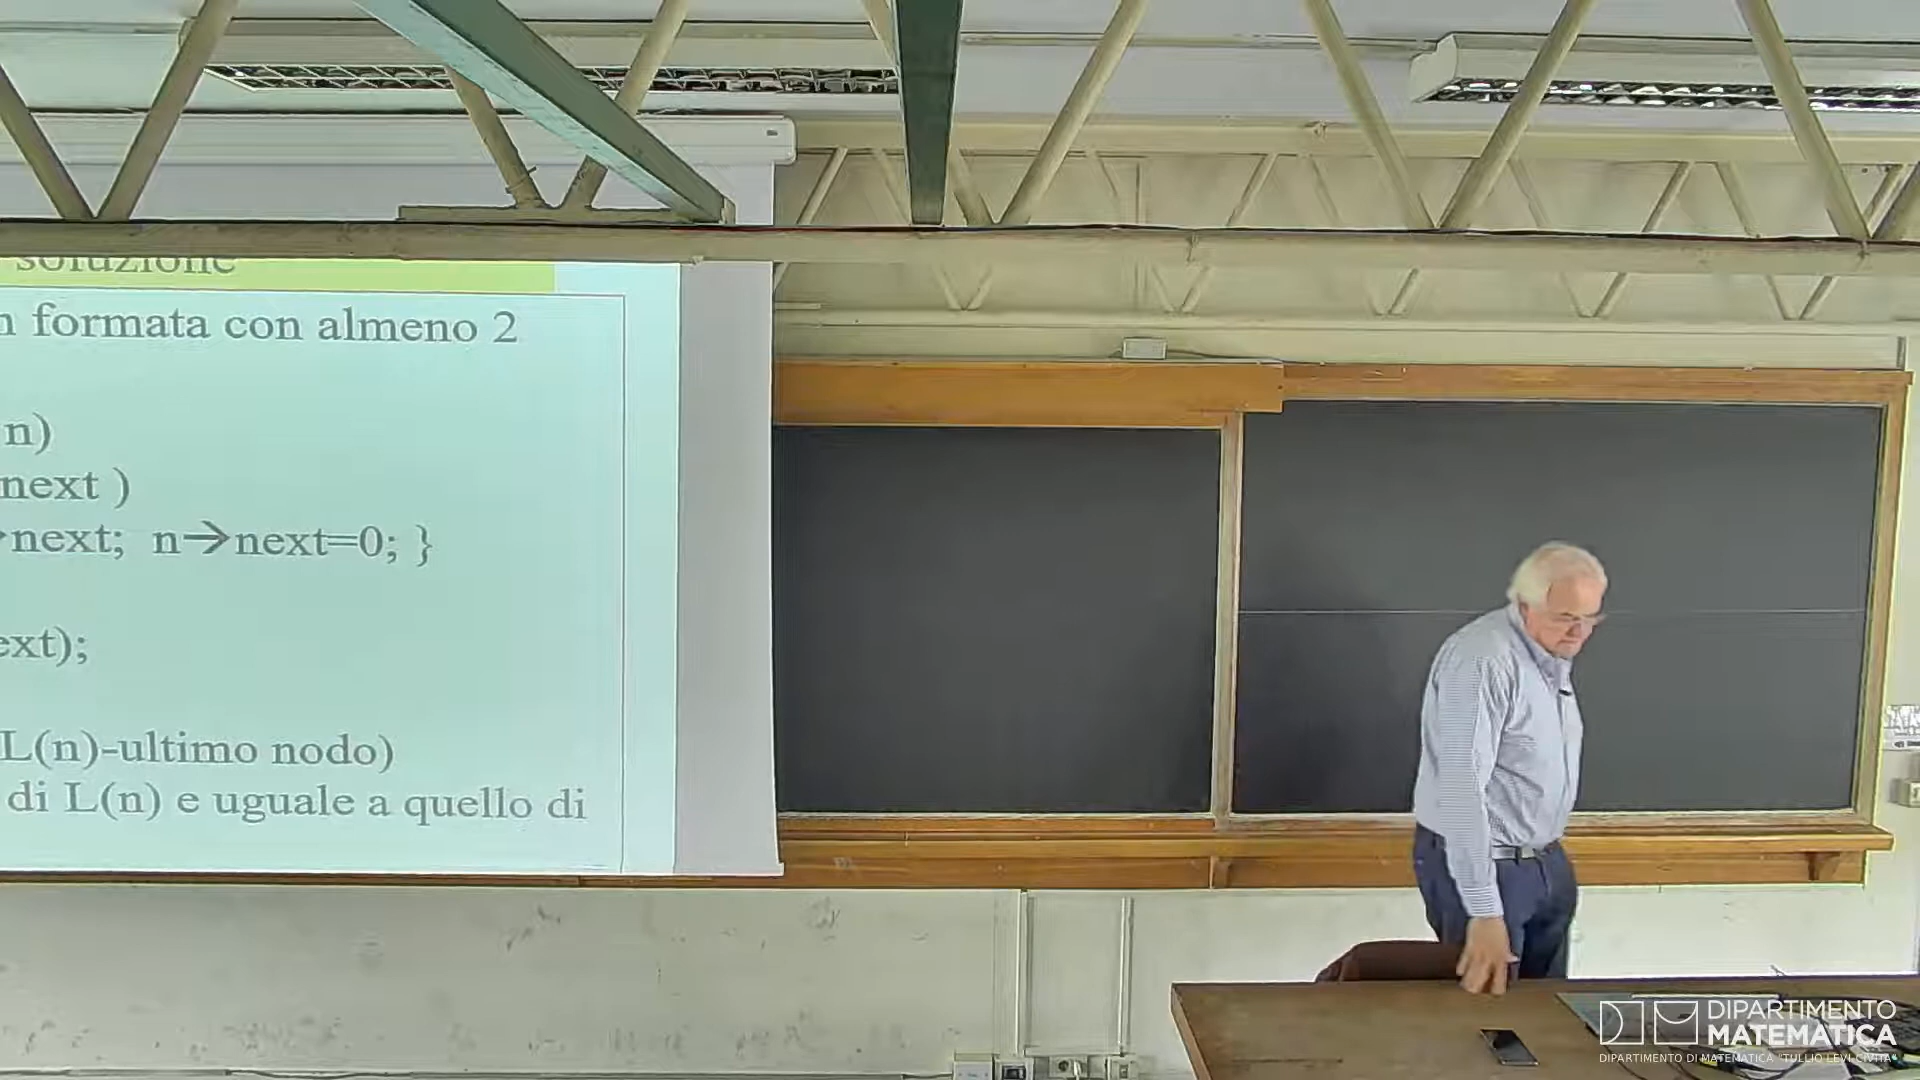 soluzione
formata con almeno 2
n)
next )
next; n→next=0; }
ext);
L(n)-ultimo nodo)
di L(n) e uguale a quello di
DIPARTIMENTO
MATEMATICA
DIPARTIMENTO DI MATEMATICA "TULLIO LEVI-CIVITA"